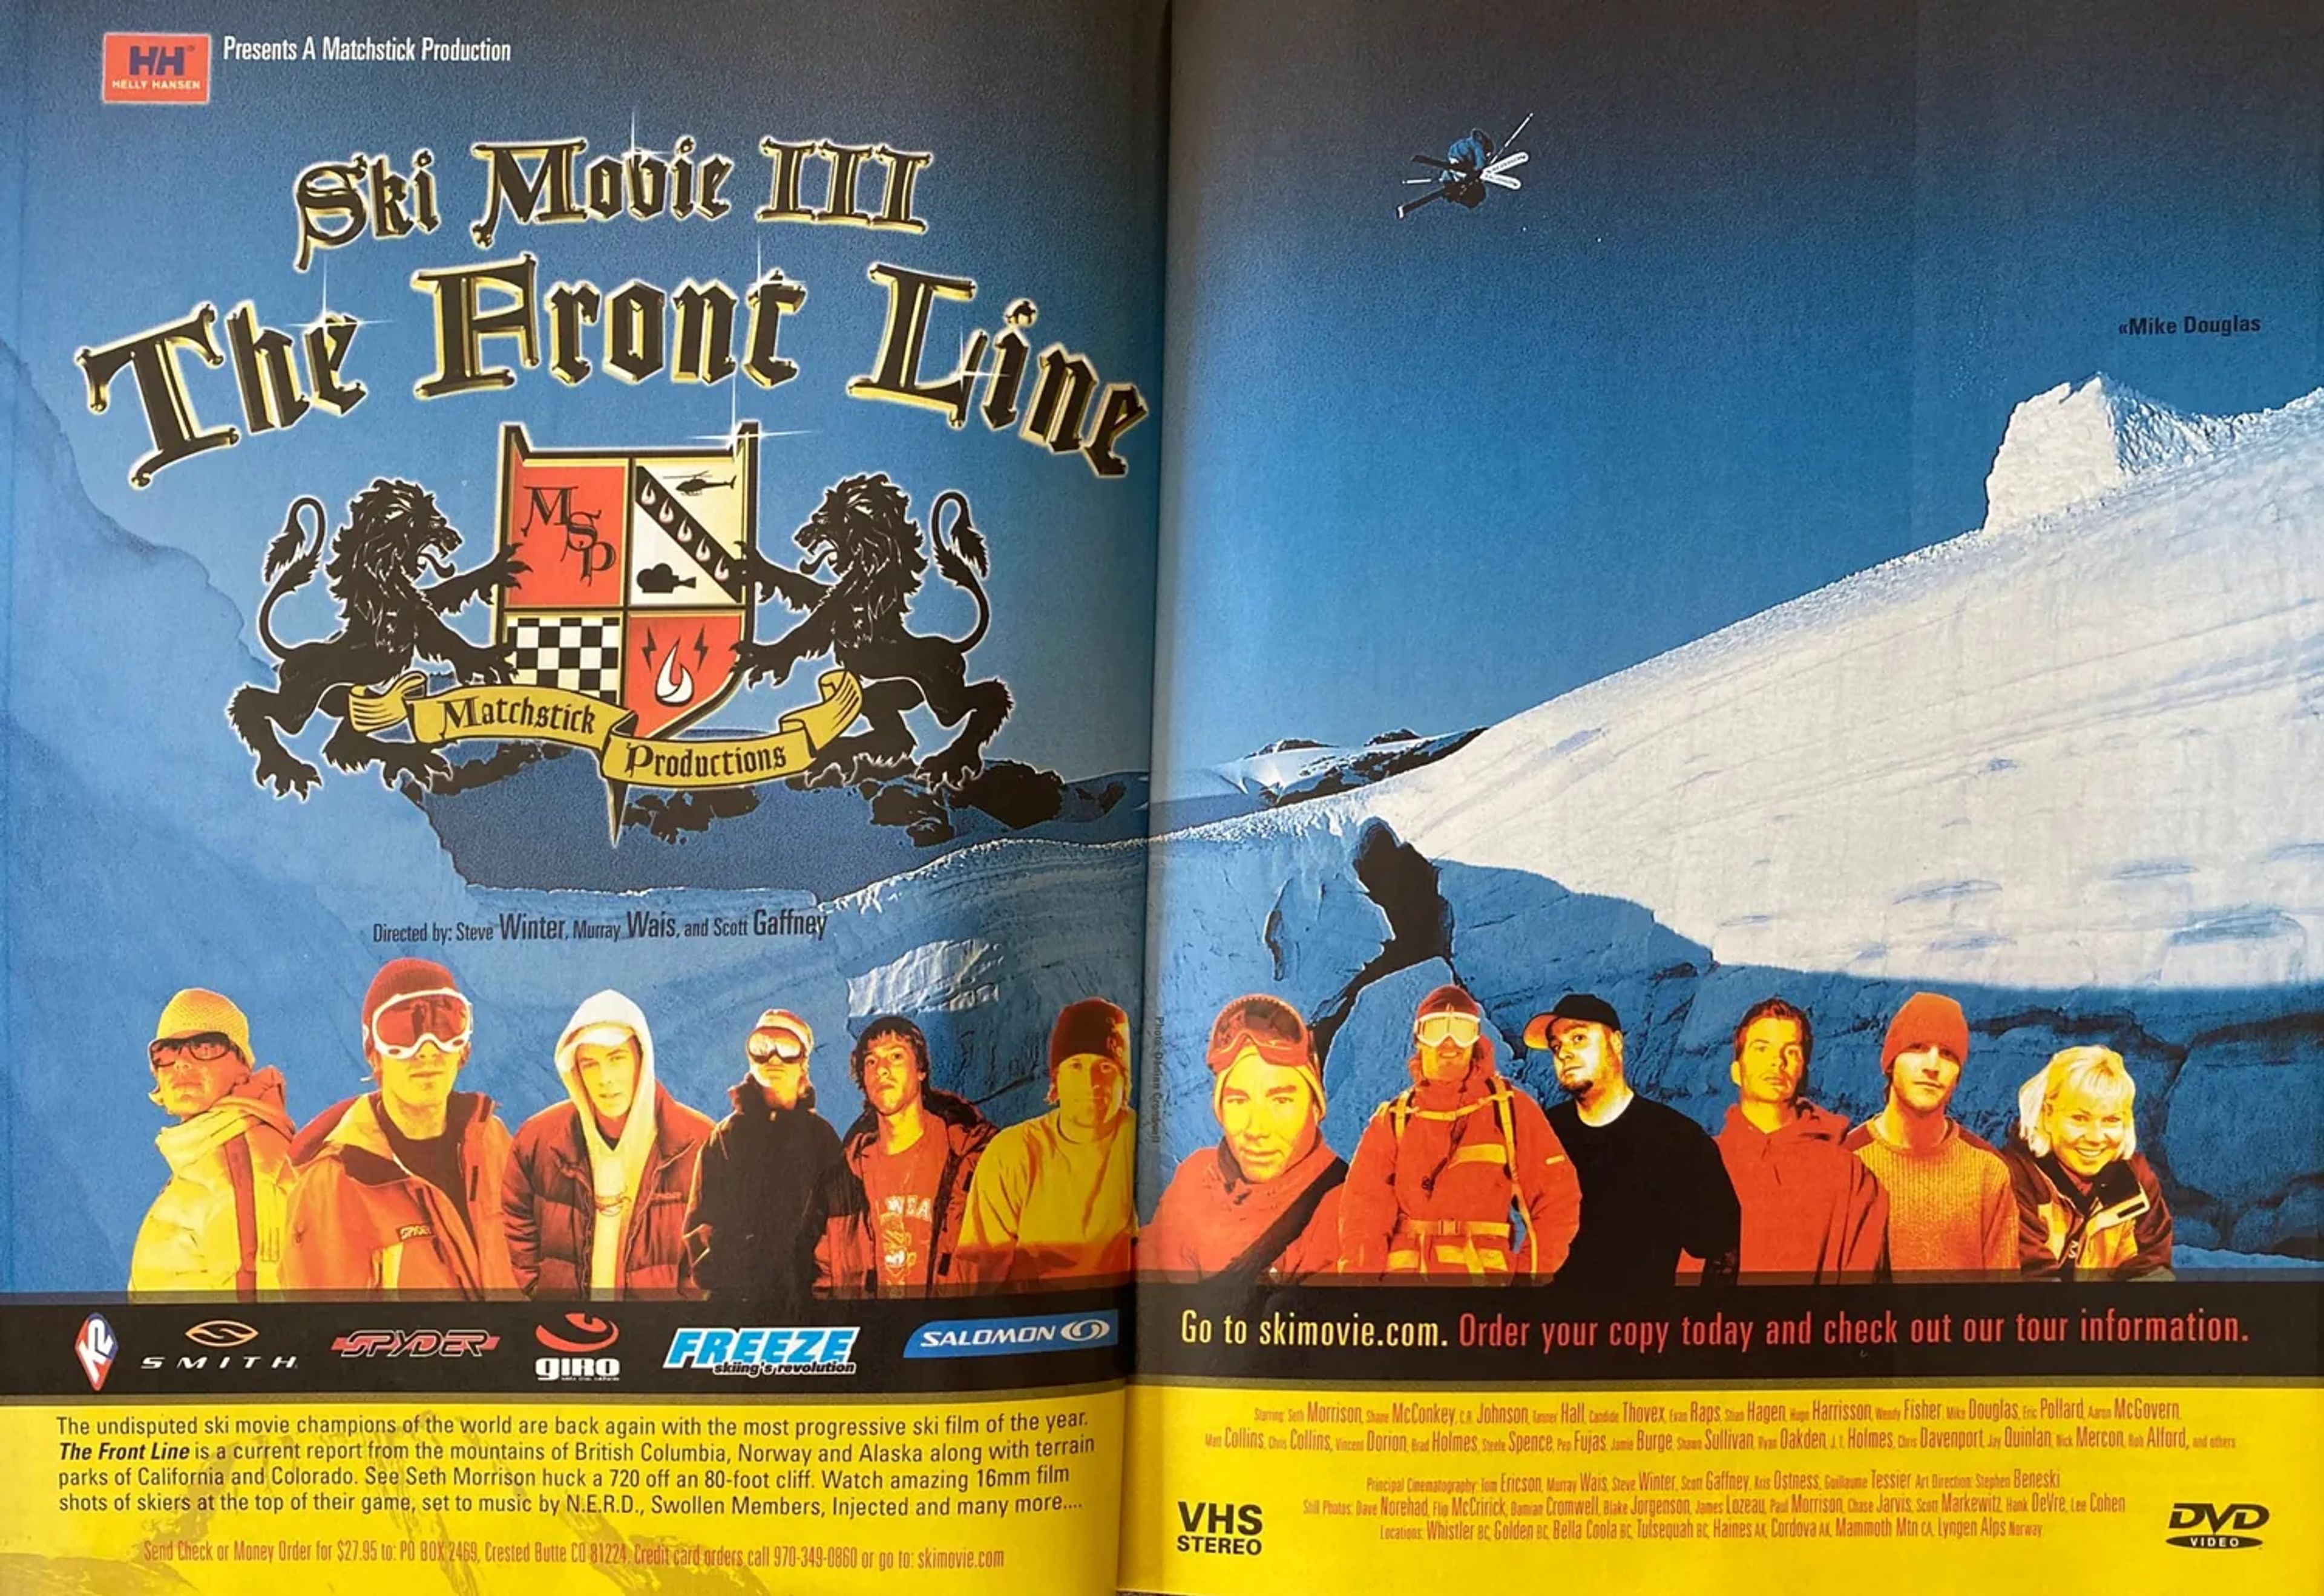 HH®
HELLY HANSEN
Presents A Matchstick Production
Ski Movie III
The Front Line
MSP
Matchstick
Productions
Directed by: Steve Winter, Murray Wais, and Scott Gaffney
«Mike Douglas
SPYDER
K2
SMITH
SPYDER
giro
FREEZE
skiing's revolution
SALOMON
Go to skimovie.com. Order your copy today and check out our tour information.
The undisputed ski movie champions of the world are back again with the most progressive ski film of the year.
The Front Line is a current report from the mountains of British Columbia, Norway and Alaska along with terrain
parks of California and Colorado. See Seth Morrison huck a 720 off an 80-foot cliff. Watch amazing 16mm film
shots of skiers at the top of their game, set to music by N.E.R.D., Swollen Members, Injected and many more....
Send Check or Money Order for $27.95 to: PO BOX 2469, Crested Butte CO 81224. Credit card orders call 970-349-0860 or go to: skimovie.com
Starring Seth Morrison, Shane McConkey, C.R. Johnson, Tanner Hall, Candide Thovex, Evan Raps, Shan Hagen, Hugo Harrisson, Wendy Fisher, Mike Douglas, Eric Pollard, Aaron McGovern,
Matt Collins, Chris Collins, Vincent Dorion, Brad Holmes, Steele Spence, Pep Fujas, Jamie Burge, Shawn Sullivan, Ryan Oakden, J.T. Holmes, Chris Davenport, Jay Quinlan, Nick Mercon, Rob Alford, and others
Principal Cinematography: Tom Ericson, Murray Wais, Steve Winter, Scott Gaffney, Kris Ostness, Guillaume Tessier Art Direction: Stephen Beneski
Still Photos: Dave Norehad, Flip McCririck, Damian Cromwell, Blake Jorgenson, James Lozeau, Paul Morrison, Chase Jarvis, Scott Markewitz, Hank DeVre, Lee Cohen
Locations: Whistler BC, Golden BC, Bella Coola BC, Tulsequah BC, Haines AK, Cordova AK, Mammoth Mtn CA, Lyngen Alps Norway
VHS
STEREO
DVD
VIDEO